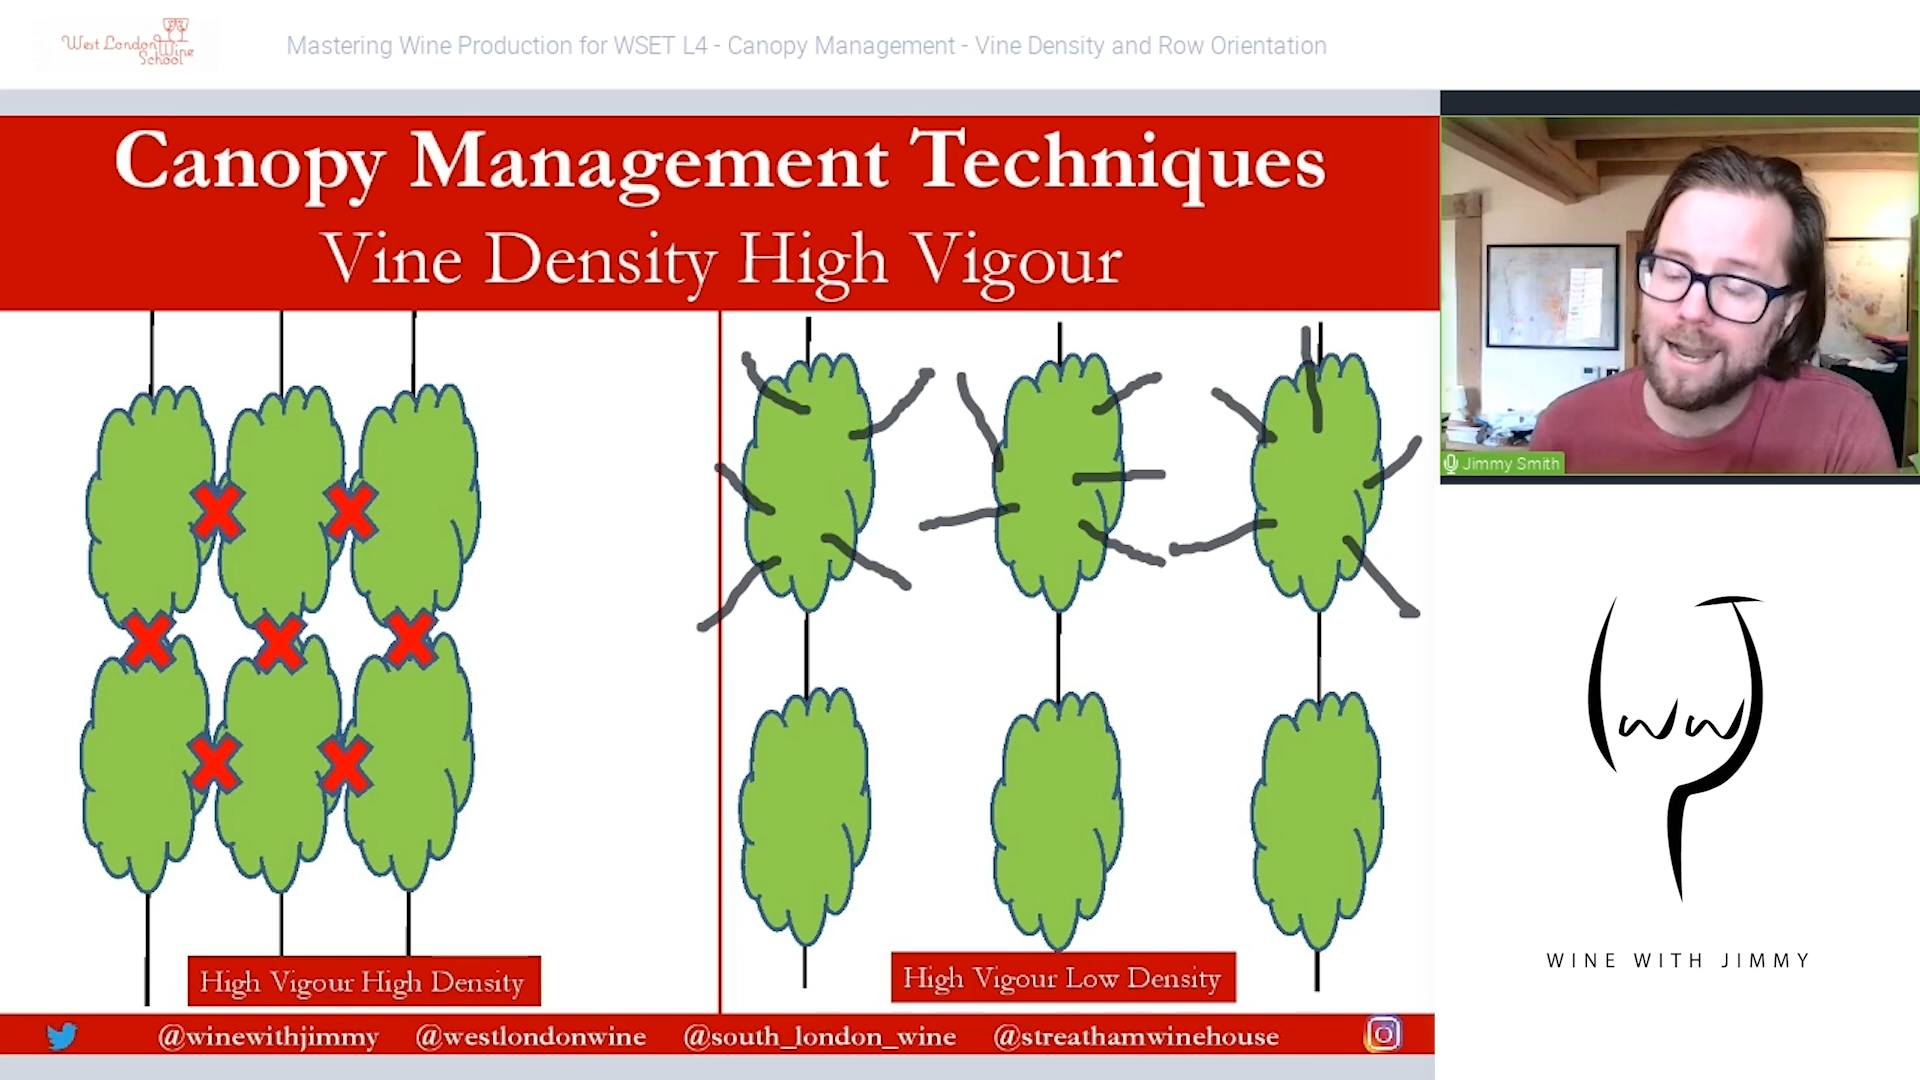 West London
Wine
School
Mastering Wine Production for WSET L4 - Canopy Management - Vine Density and Row Orientation
Canopy Management Techniques
Vine Density High Vigour
High Vigour High Density
High Vigour Low Density
@winewithjimmy @westlondonwine @south_london_wine @streathamwinehouse
Jimmy Smith
ww
WINE WITH JIMMY